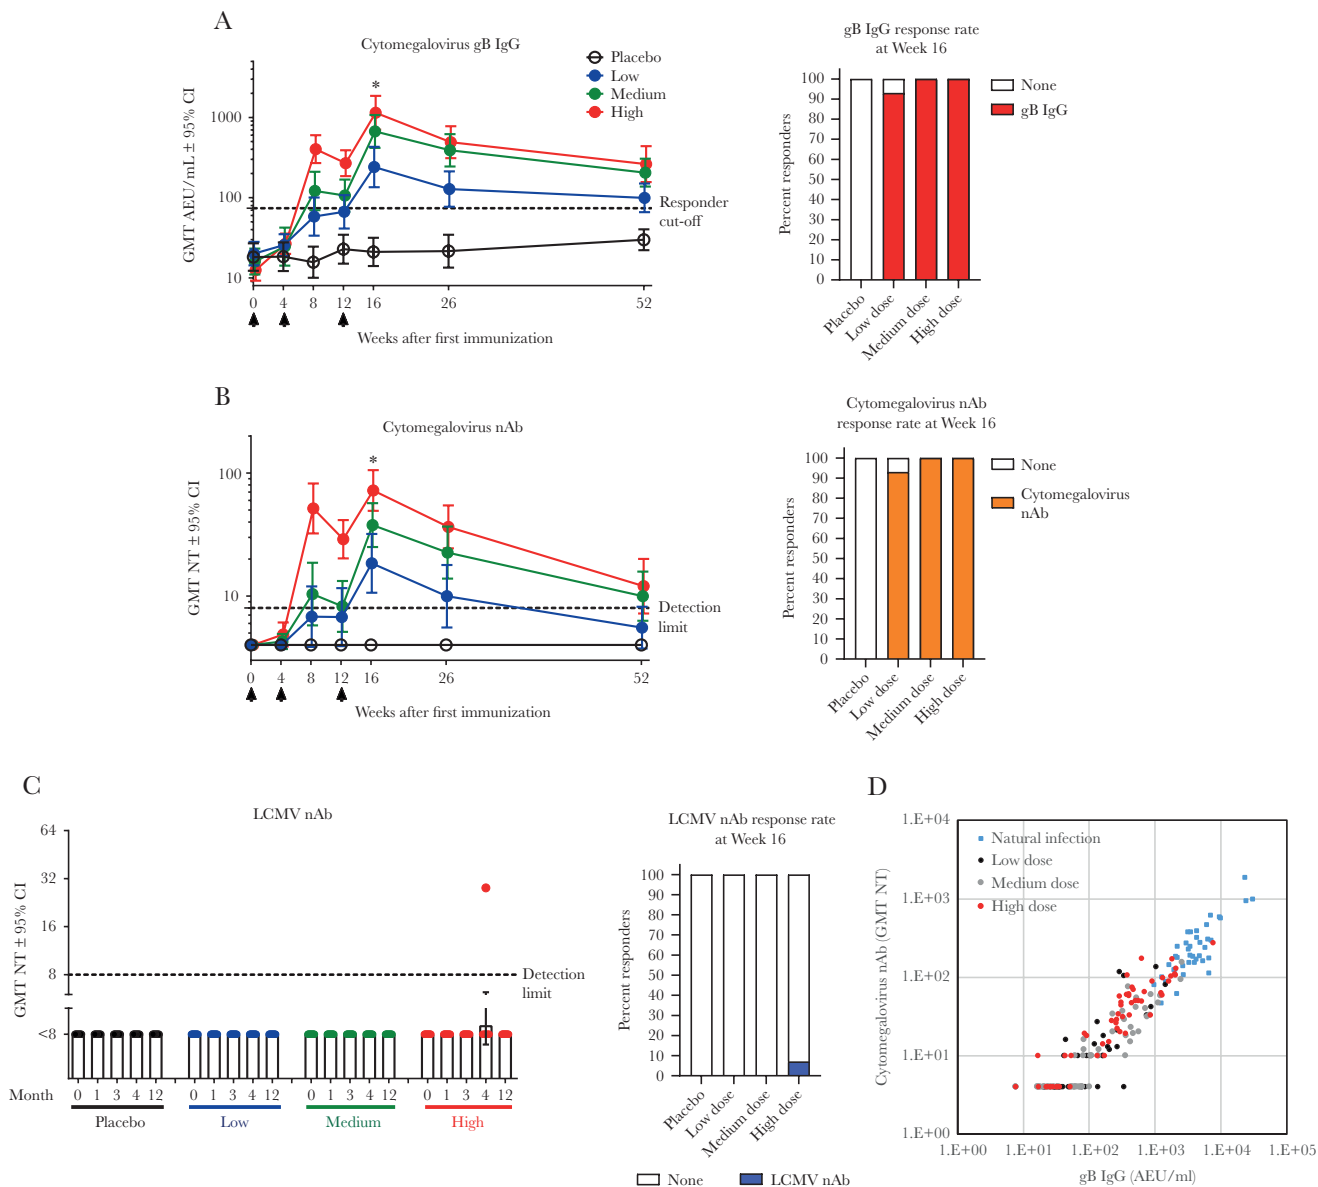 A
Cytomegalovirus gB IgG
Placebo
Low
Medium
High
GMT AEU/mL ± 95% CI
1000
100
10
*
Responder
cut-off
0 4 8 12 16 26 52
Weeks after first immunization
gB IgG response rate
at Week 16
Percent responders
100
90
80
70
60
50
40
30
20
10
0
None
gB IgG
Placebo
Low dose
Medium dose
High dose
B
Cytomegalovirus nAb
GMT NT ± 95% CI
100
10
*
Detection
limit
0 4 8 12 16 26 52
Weeks after first immunization
Cytomegalovirus nAb
response rate at Week 16
Percent responders
100
90
80
70
60
50
40
30
20
10
0
None
Cytomegalovirus
nAb
Placebo
Low dose
Medium dose
High dose
C
LCMV nAb
GMT NT ± 95% CI
64
32
16
8
<8
Detection
limit
Month 0 1 3 4 12 0 1 3 4 12 0 1 3 4 12 0 1 3 4 12
Placebo Low Medium High
LCMV nAb response rate
at Week 16
Percent responders
100
90
80
70
60
50
40
30
20
10
0
Placebo
Low dose
Medium dose
High dose
None LCMV nAb
D
Cytomegalovirus nAb (GMT NT)
1.E+04
1.E+03
1.E+02
1.E+01
1.E+00
Natural infection
Low dose
Medium dose
High dose
1.E+00 1.E+01 1.E+02 1.E+03 1.E+04 1.E+05
gB IgG (AEU/ml)